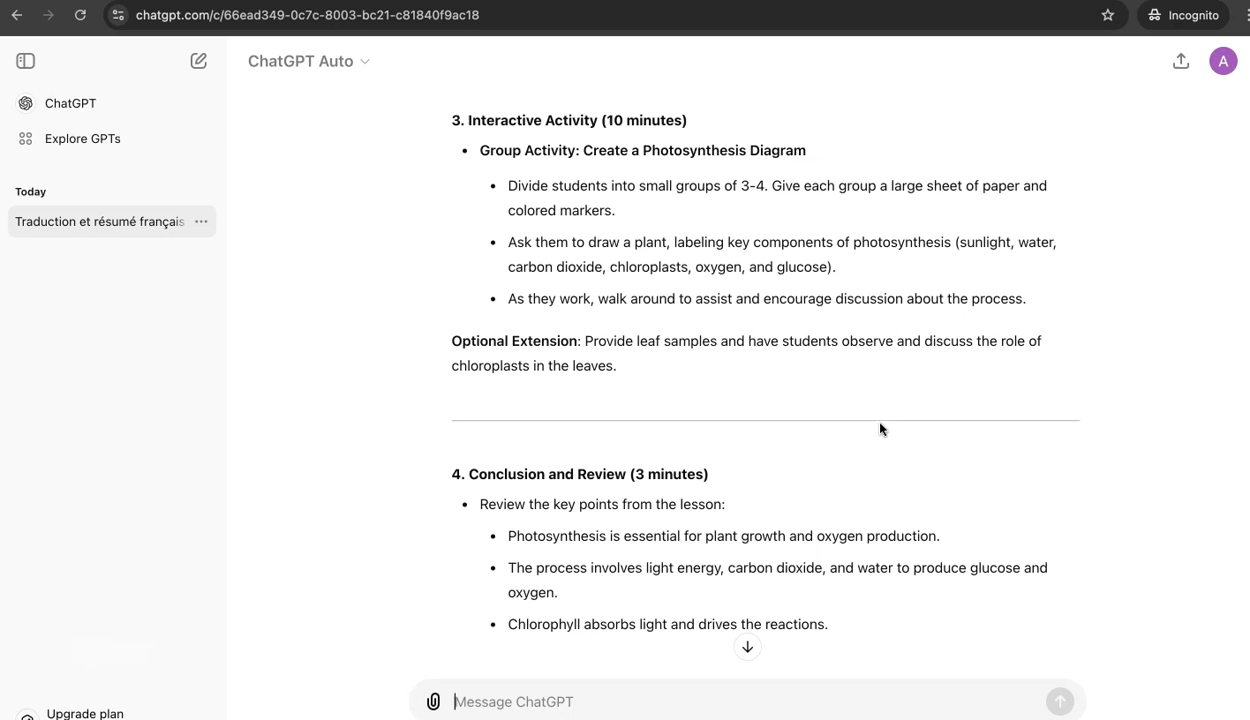 chatgpt.com/c/66ead349-0c7c-8003-bc21-c81840f9ac18
Incognito
ChatGPT Auto
A
ChatGPT
Explore GPTs
Today
Traduction et résumé français
3. Interactive Activity (10 minutes)
• Group Activity: Create a Photosynthesis Diagram
• Divide students into small groups of 3-4. Give each group a large sheet of paper and
colored markers.
• Ask them to draw a plant, labeling key components of photosynthesis (sunlight, water,
carbon dioxide, chloroplasts, oxygen, and glucose).
• As they work, walk around to assist and encourage discussion about the process.
Optional Extension: Provide leaf samples and have students observe and discuss the role of
chloroplasts in the leaves.
4. Conclusion and Review (3 minutes)
• Review the key points from the lesson:
• Photosynthesis is essential for plant growth and oxygen production.
• The process involves light energy, carbon dioxide, and water to produce glucose and
oxygen.
• Chlorophyll absorbs light and drives the reactions.
Message ChatGPT
Upgrade plan